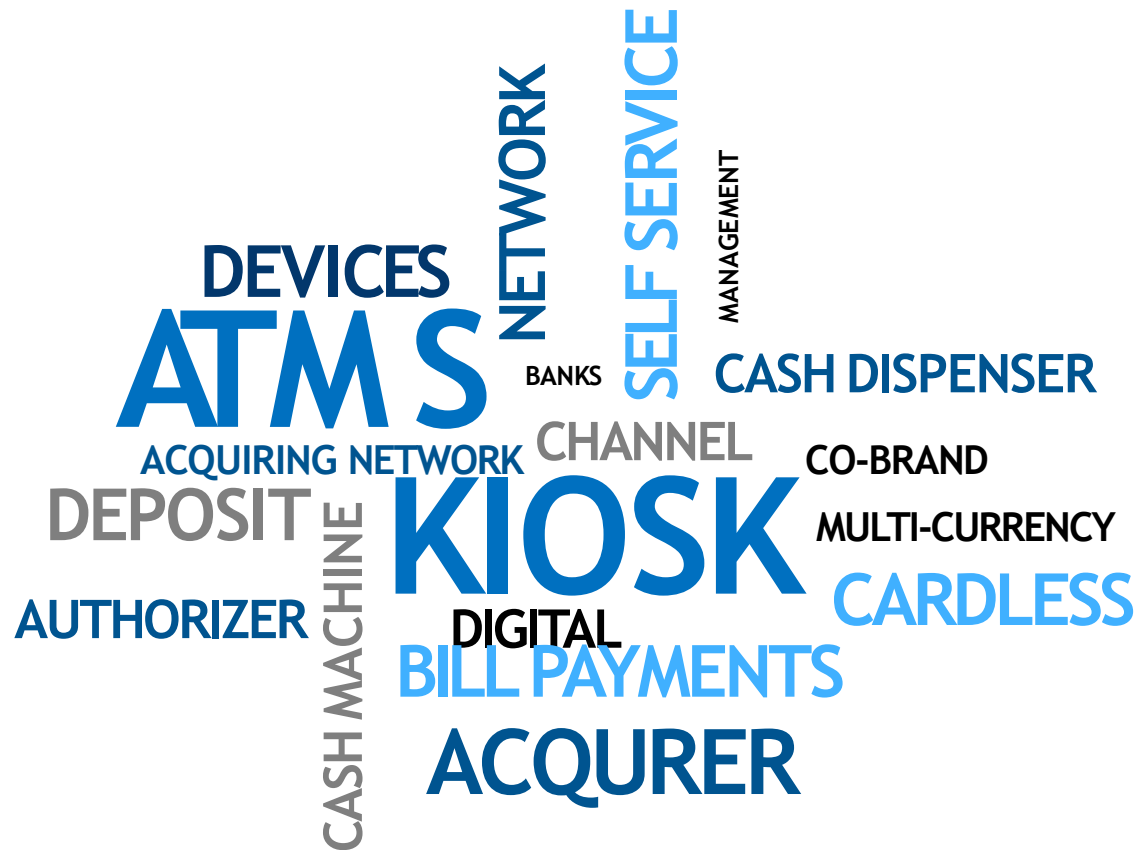 SELF SERVICE
NETWORK
MANAGEMENT
DEVICES
ATMS
BANKS
CASH DISPENSER
CHANNEL
ACQUIRING NETWORK
CO-BRAND
KIOSK
DEPOSIT
CASH MACHINE
MULTI-CURRENCY
CARDLESS
AUTHORIZER
DIGITAL
BILL PAYMENTS
ACQURER